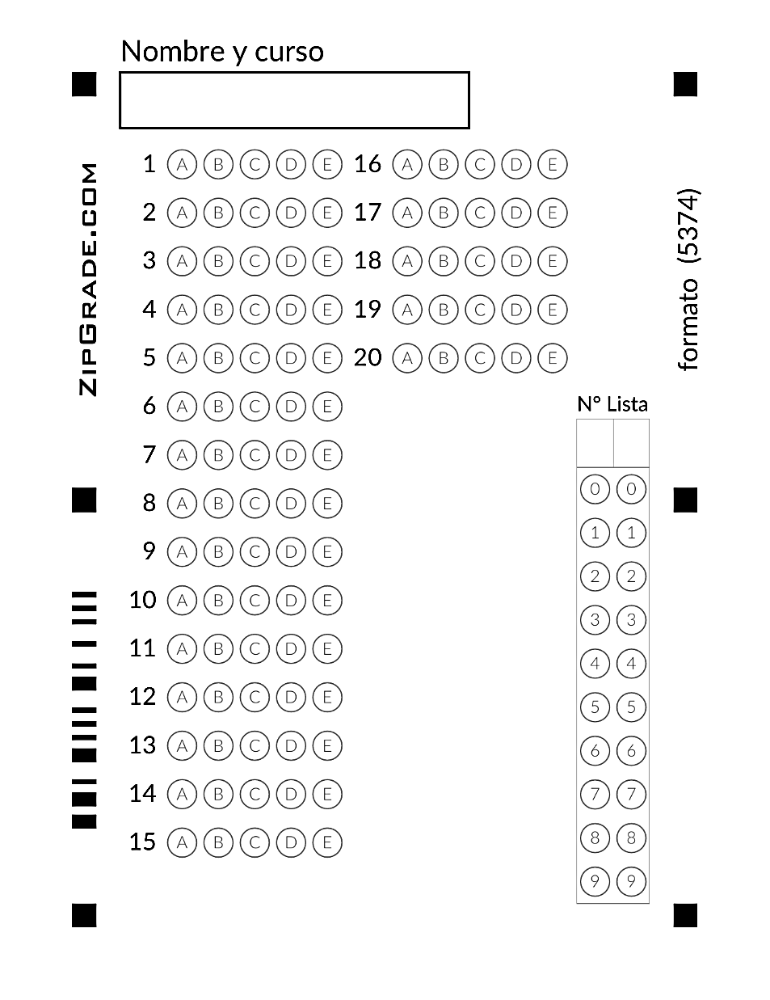 Nombre y curso
ZIPGRADE.COM
formato (5374)
1 A B C D E 16 A B C D E
2 A B C D E 17 A B C D E
3 A B C D E 18 A B C D E
4 A B C D E 19 A B C D E
5 A B C D E 20 A B C D E
6 A B C D E
7 A B C D E
8 A B C D E
9 A B C D E
10 A B C D E
11 A B C D E
12 A B C D E
13 A B C D E
14 A B C D E
15 A B C D E
Nº Lista
0 0
1 1
2 2
3 3
4 4
5 5
6 6
7 7
8 8
9 9